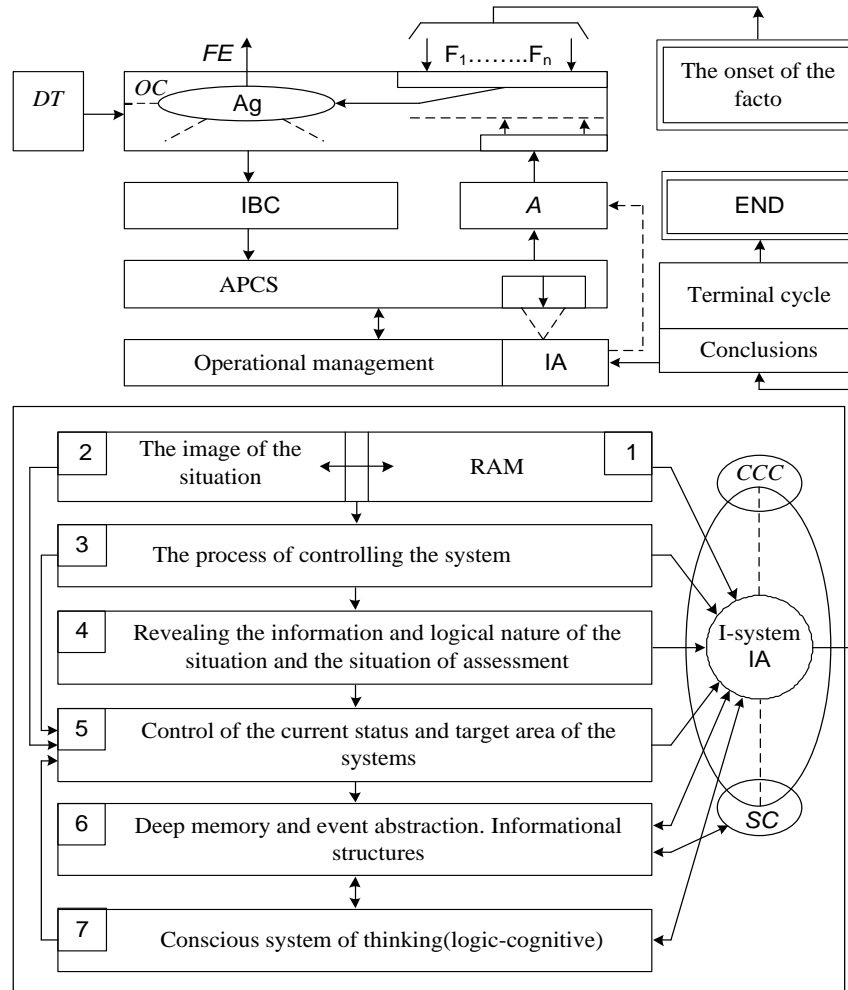 FE
F1……..Fn
The onset of the
facto
DT
OC
Ag
IBC
A
END
APCS
Terminal cycle
Operational management
IA
Conclusions
2
The image of the
situation
RAM
1
CCC
3
The process of controlling the system
4
Revealing the information and logical nature of the
situation and the situation of assessment
I-system
IA
5
Control of the current status and target area of the
systems
6
Deep memory and event abstraction. Informational
structures
SC
7
Conscious system of thinking(logic-cognitive)